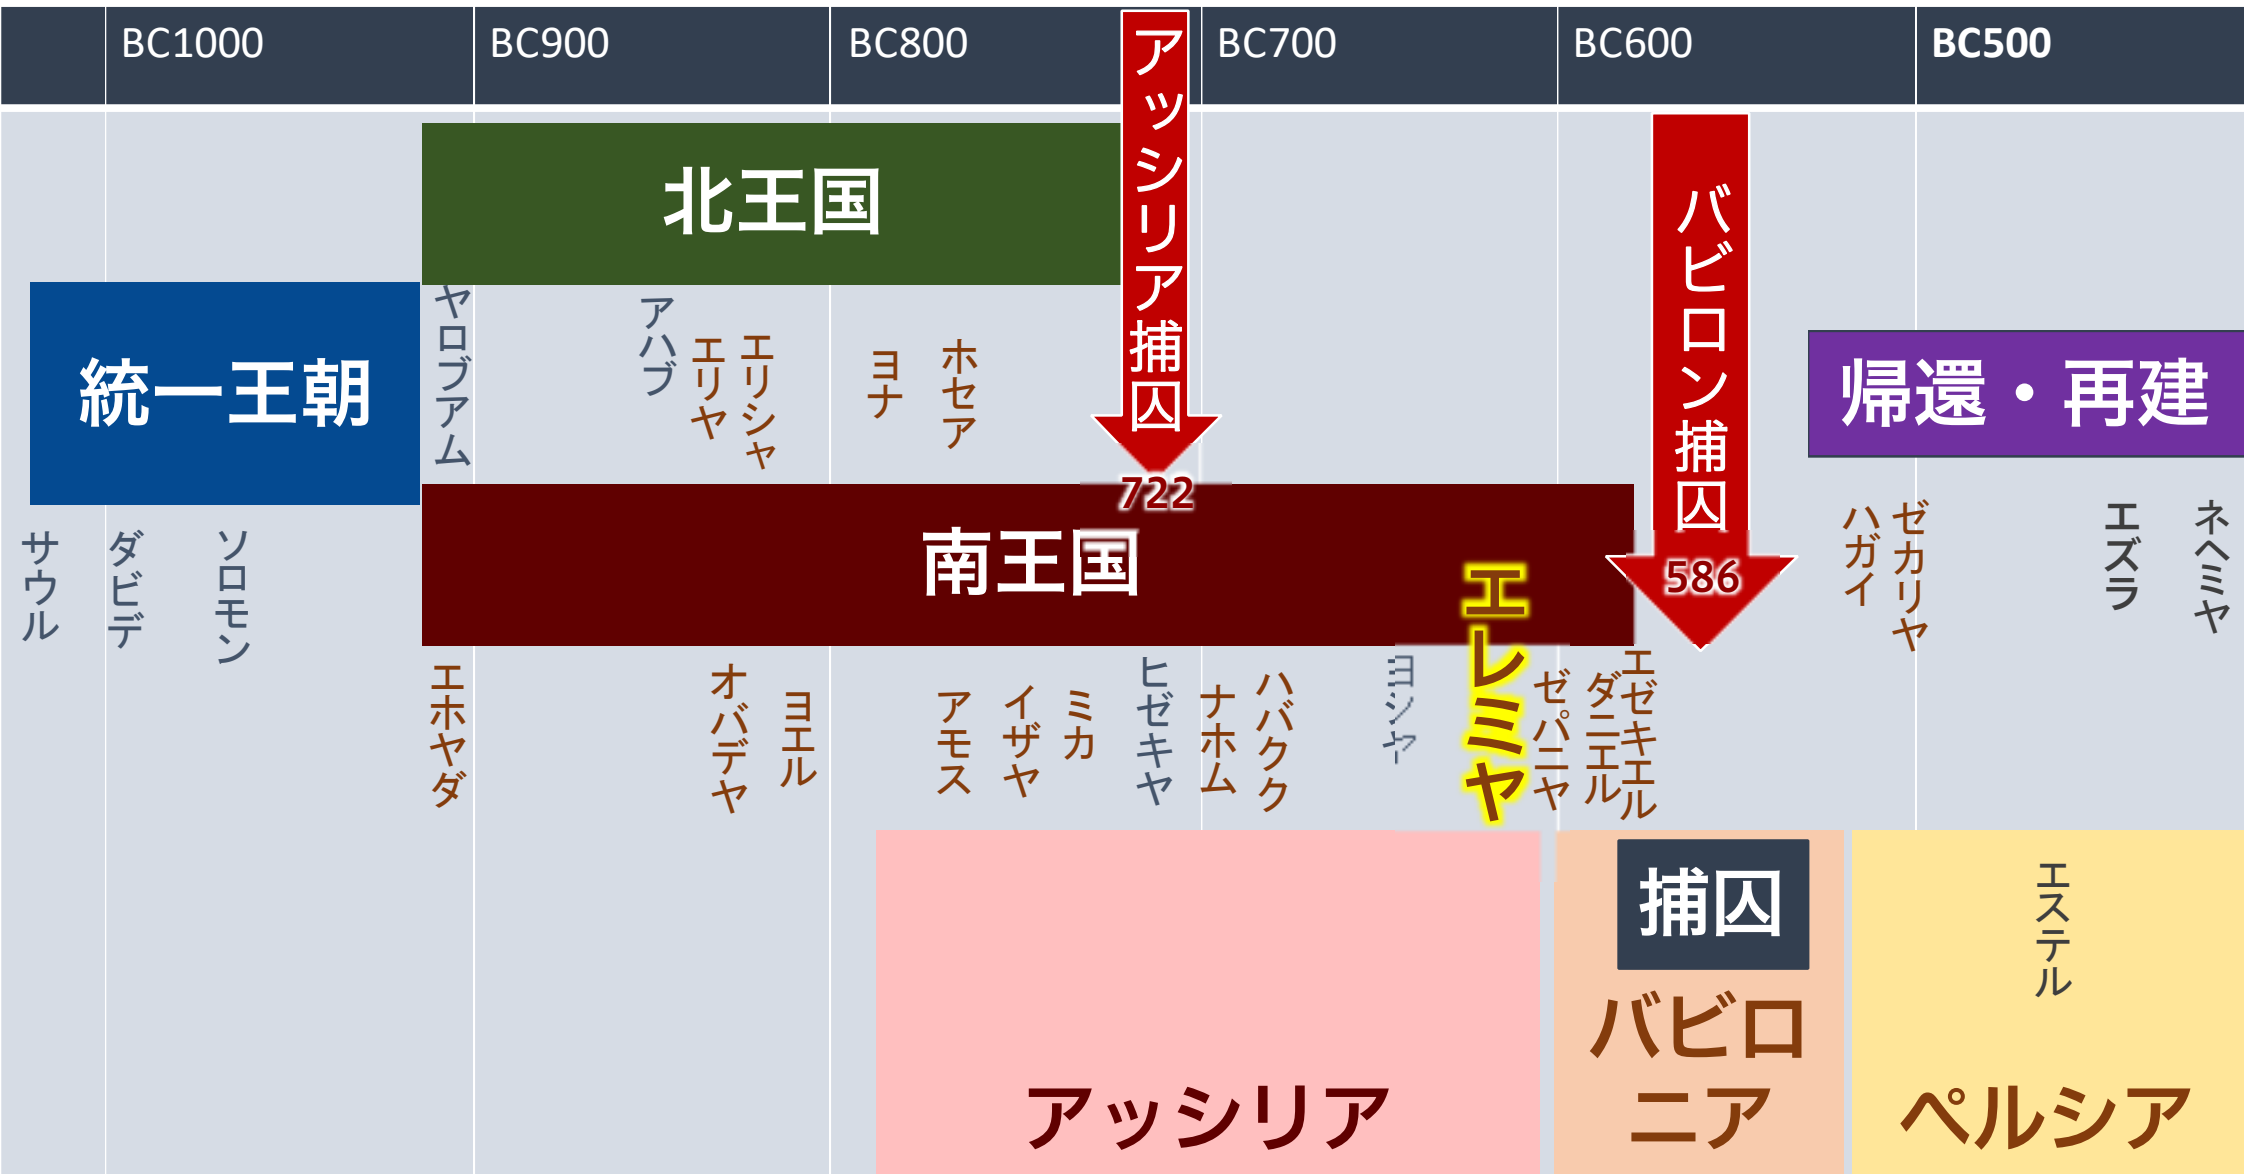 BC1000
BC900
BC800
BC700
BC600
BC500
アッシリア捕囚
722
バビロン捕囚
586
北王国
統一王朝
南王国
帰還・再建
ヤロブアム
アハブ
エリヤ
エリシャ
ヨナ
ホセア
サウル
ダビデ
ソロモン
ハガイ
ゼカリヤ
エズラ
ネヘミヤ
エホヤダ
オバデヤ
ヨエル
アモス
イザヤ
ミカ
ヒゼキヤ
ナホム
ハバクク
ヨシヤ
エレミヤ
ゼパニヤ
ダニエル
エゼキエル
アッシリア
捕囚
バビロ
ニア
エステル
ペルシア